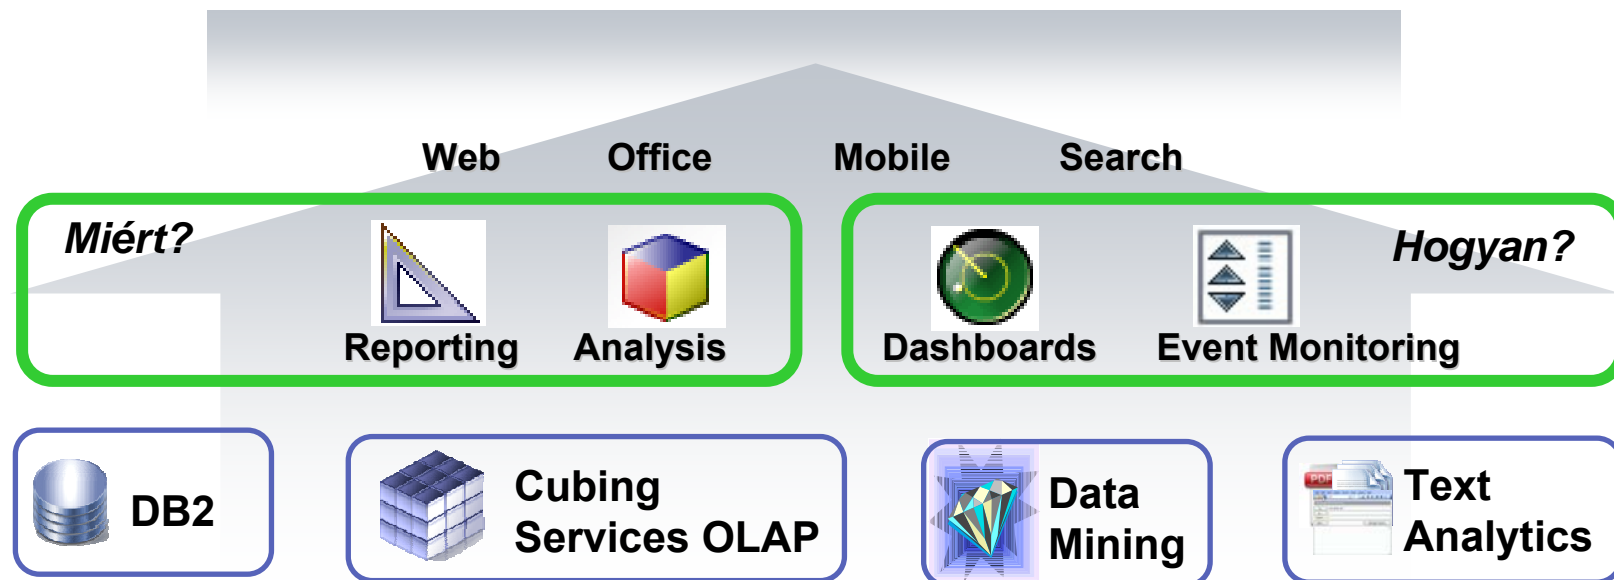 Web Office Mobile Search
Miért? Hogyan?
Reporting Analysis Dashboards Event Monitoring
DB2
Cubing
Services OLAP
Data
Mining
PDF
Text
Analytics